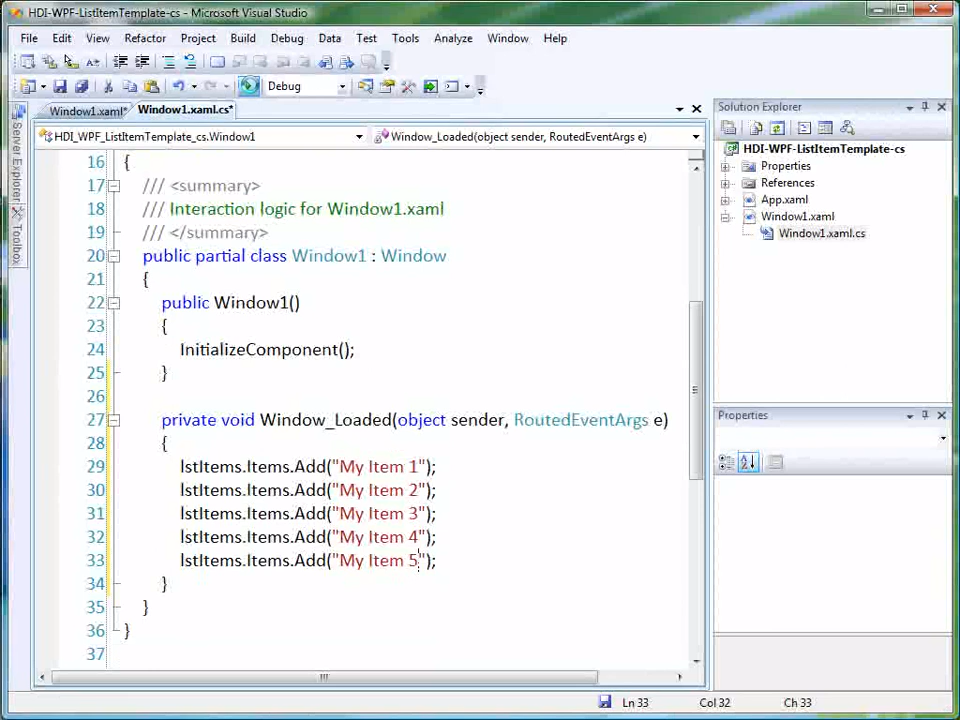 HDI-WPF-ListItemTemplate-cs - Microsoft Visual Studio
File Edit View Refactor Project Build Debug Data Test Tools Analyze Window Help
Debug
Window1.xaml* Window1.xaml.cs*
Solution Explorer
HDI_WPF_ListItemTemplate_cs.Window1 Window_Loaded(object sender, RoutedEventArgs e)
HDI-WPF-ListItemTemplate-cs
Properties
References
App.xaml
Window1.xaml
Window1.xaml.cs
Server Explorer
Toolbox
16 {
17 /// <summary>
18 /// Interaction logic for Window1.xaml
19 /// </summary>
20 public partial class Window1 : Window
21 {
22 public Window1()
23 {
24 InitializeComponent();
25 }
26
27 private void Window_Loaded(object sender, RoutedEventArgs e)
28 {
29 lstItems.Items.Add("My Item 1");
30 lstItems.Items.Add("My Item 2");
31 lstItems.Items.Add("My Item 3");
32 lstItems.Items.Add("My Item 4");
33 lstItems.Items.Add("My Item 5");
34 }
35 }
36 }
37
Properties
Ln 33 Col 32 Ch 33